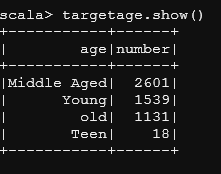 scala> targetage.show()
+-----------+------+
|        age|number|
+-----------+------+
|Middle Aged|  2601|
|      Young|  1539|
|        old|  1131|
|       Teen|    18|
+-----------+------+